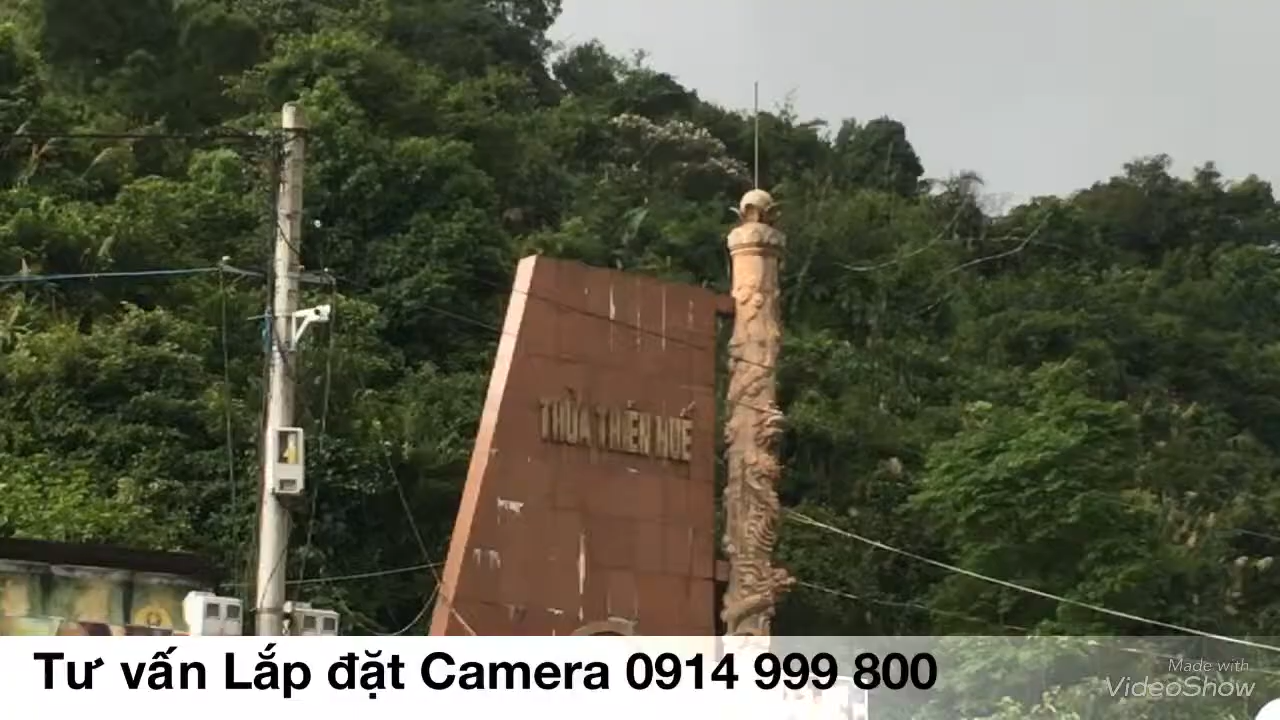 THỪA THIÊN HUẾ
Tư vấn Lắp đặt Camera 0914 999 800
Made with
VideoShow